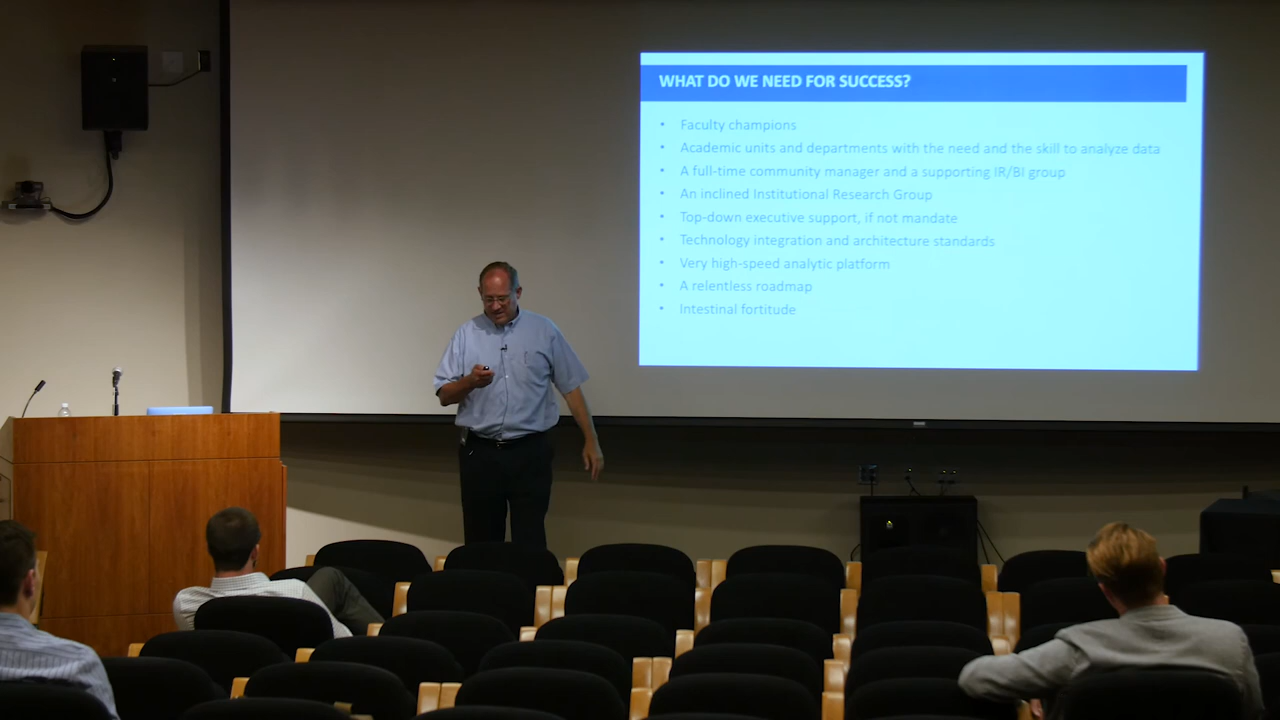 WHAT DO WE NEED FOR SUCCESS?
• Faculty champions
• Academic units and departments with the need and the skill to analyze data
• A full-time community manager and a supporting IR/BI group
• An inclined Institutional Research Group
• Top-down executive support, if not mandate
• Technology integration and architecture standards
• Very high-speed analytic platform
• A relentless roadmap
• Intestinal fortitude